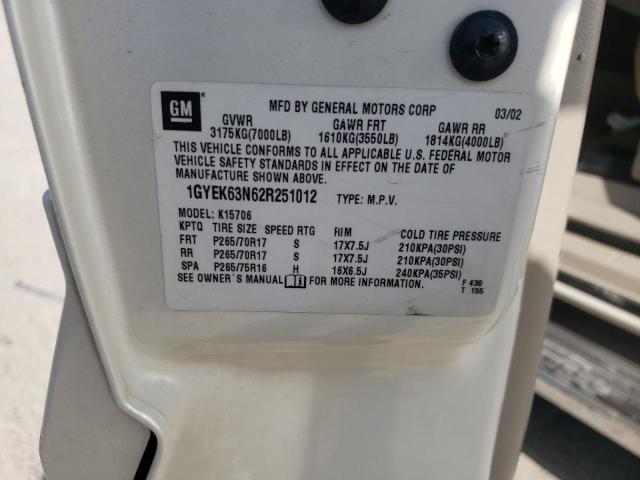 GM
MFD BY GENERAL MOTORS CORP 03/02
GVWR GAWR FRT GAWR RR
3175KG(7000LB) 1610KG(3550LB) 1814KG(4000LB)
THIS VEHICLE CONFORMS TO ALL APPLICABLE U.S. FEDERAL MOTOR
VEHICLE SAFETY STANDARDS IN EFFECT ON THE DATE OF
MANUFACTURE SHOWN ABOVE.
1GYEK63N62R251012 TYPE: M.P.V.
MODEL: K15706
KPTQ TIRE SIZE SPEED RTG RIM COLD TIRE PRESSURE
FRT P265/70R17 S 17X7.5J 210KPA(30PSI)
RR P265/70R17 S 17X7.5J 210KPA(30PSI)
SPA P265/75R16 H 16X6.5J 240KPA(35PSI)
SEE OWNER'S MANUAL FOR MORE INFORMATION.
F 430
T 155